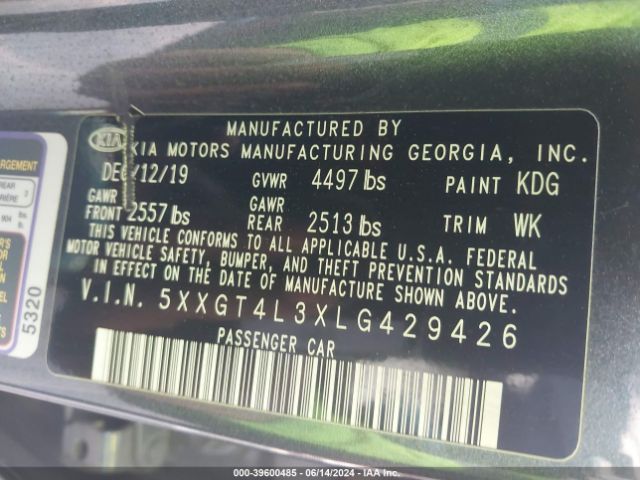 MANUFACTURED BY
KIA
KIA MOTORS MANUFACTURING GEORGIA, INC.
DEC/12/19 GVWR 4497 lbs PAINT KDG
GAWR FRONT 2557 lbs GAWR REAR 2513 lbs TRIM WK
THIS VEHICLE CONFORMS TO ALL APPLICABLE U.S.A. FEDERAL
MOTOR VEHICLE SAFETY, BUMPER, AND THEFT PREVENTION STANDARDS
IN EFFECT ON THE DATE OF MANUFACTURE SHOWN ABOVE.
V.I.N. 5XXGT4L3XLG429426
PASSENGER CAR
5320
000-39600485 - 06/14/2024 - IAA Inc.